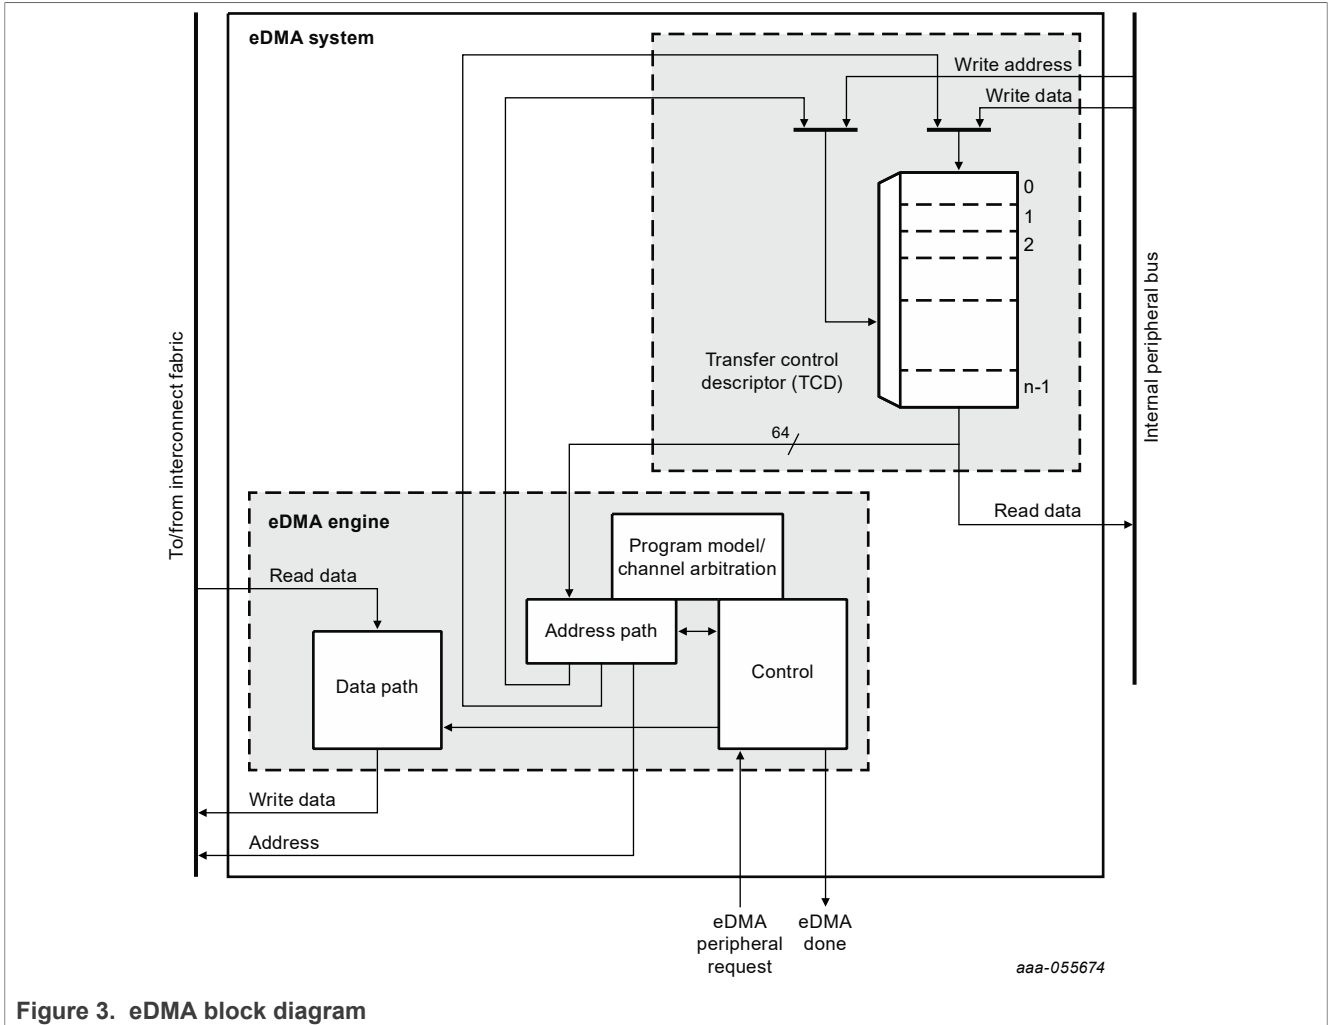 eDMA system
Write address
Write data
0
1
2
n-1
Transfer control
descriptor (TCD)
64
Internal peripheral bus
To/from interconnect fabric
Read data
eDMA engine
Program model/
channel arbitration
Read data
Address path
Control
Data path
Write data
Address
eDMA
peripheral
request
eDMA
done
aaa-055674
Figure 3. eDMA block diagram